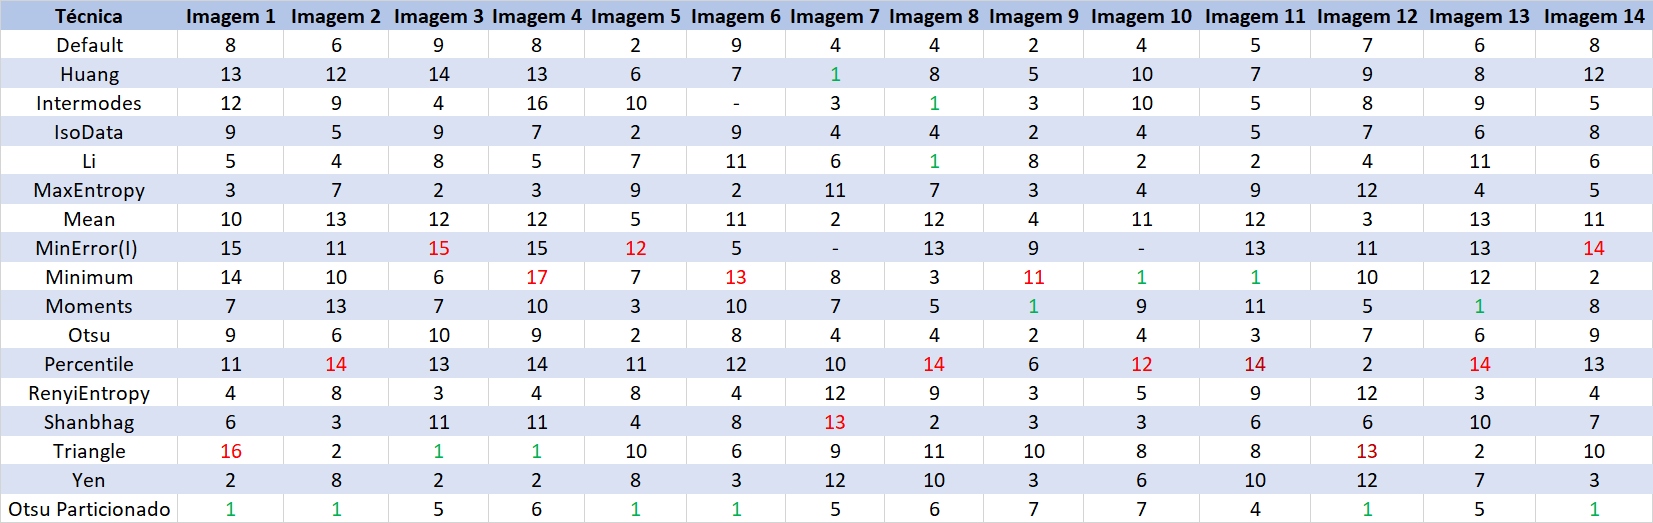 Técnica Imagem 1 Imagem 2 Imagem 3 Imagem 4 Imagem 5 Imagem 6 Imagem 7 Imagem 8 Imagem 9 Imagem 10 Imagem 11 Imagem 12 Imagem 13 Imagem 14
Default 8 6 9 8 2 9 4 4 2 4 5 7 6 8
Huang 13 12 14 13 6 7 1 8 5 10 7 9 8 12
Intermodes 12 9 4 16 10 - 3 1 3 10 5 8 9 5
IsoData 9 5 9 7 2 9 4 4 2 4 5 7 6 8
Li 5 4 8 5 7 11 6 1 8 2 2 4 11 6
MaxEntropy 3 7 2 3 9 2 11 7 3 4 9 12 4 5
Mean 10 13 12 12 5 11 2 12 4 11 12 3 13 11
MinError(I) 15 11 15 15 12 5 - 13 9 - 13 11 13 14
Minimum 14 10 6 17 7 13 8 3 11 1 1 10 12 2
Moments 7 13 7 10 3 10 7 5 1 9 11 5 1 8
Otsu 9 6 10 9 2 8 4 4 2 4 3 7 6 9
Percentile 11 14 13 14 11 12 10 14 6 12 14 2 14 13
RenyiEntropy 4 8 3 4 8 4 12 9 3 5 9 12 3 4
Shanbhag 6 3 11 11 4 8 13 2 3 3 6 6 10 7
Triangle 16 2 1 1 10 6 9 11 10 8 8 13 2 10
Yen 2 8 2 2 8 3 12 10 3 6 10 12 7 3
Otsu Particionado 1 1 5 6 1 1 5 6 7 7 4 1 5 1